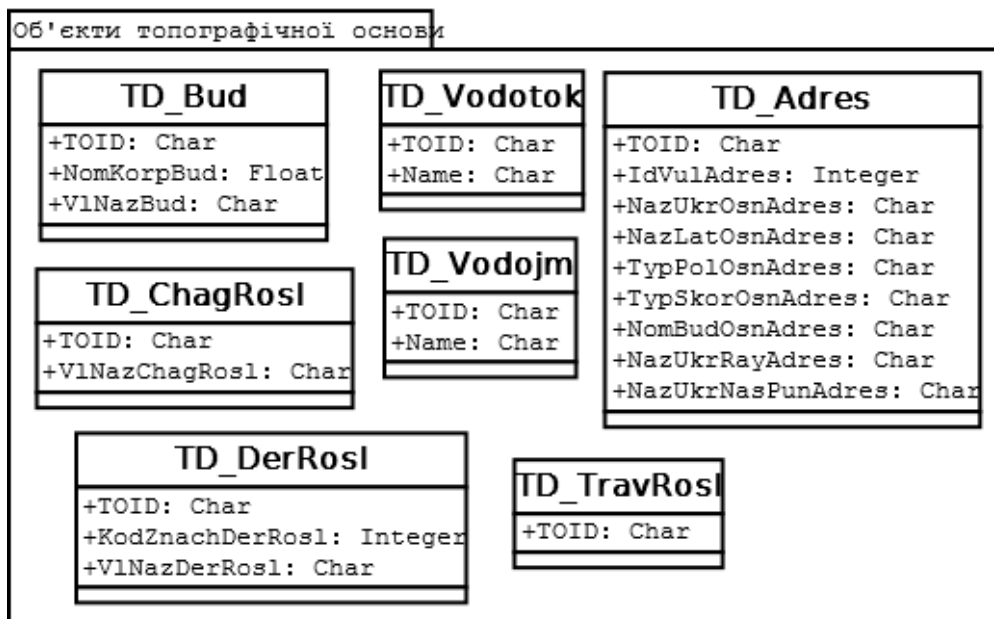 Об'єкти топографічної основи
TD_Bud
+TOID: Char
+NomKorpBud: Float
+VlNazBud: Char
TD_Vodotok
+TOID: Char
+Name: Char
TD_Adres
+TOID: Char
+IdVulAdres: Integer
+NazUkrOsnAdres: Char
+NazLatOsnAdres: Char
+TypPolOsnAdres: Char
+TypSkorOsnAdres: Char
+NomBudOsnAdres: Char
+NazUkrRayAdres: Char
+NazUkrNasPunAdres: Char
TD_ChagRosl
+TOID: Char
+VlNazChagRosl: Char
TD_Vodojm
+TOID: Char
+Name: Char
TD_DerRosl
+TOID: Char
+KodZnachDerRosl: Integer
+VlNazDerRosl: Char
TD_TravRosl
+TOID: Char